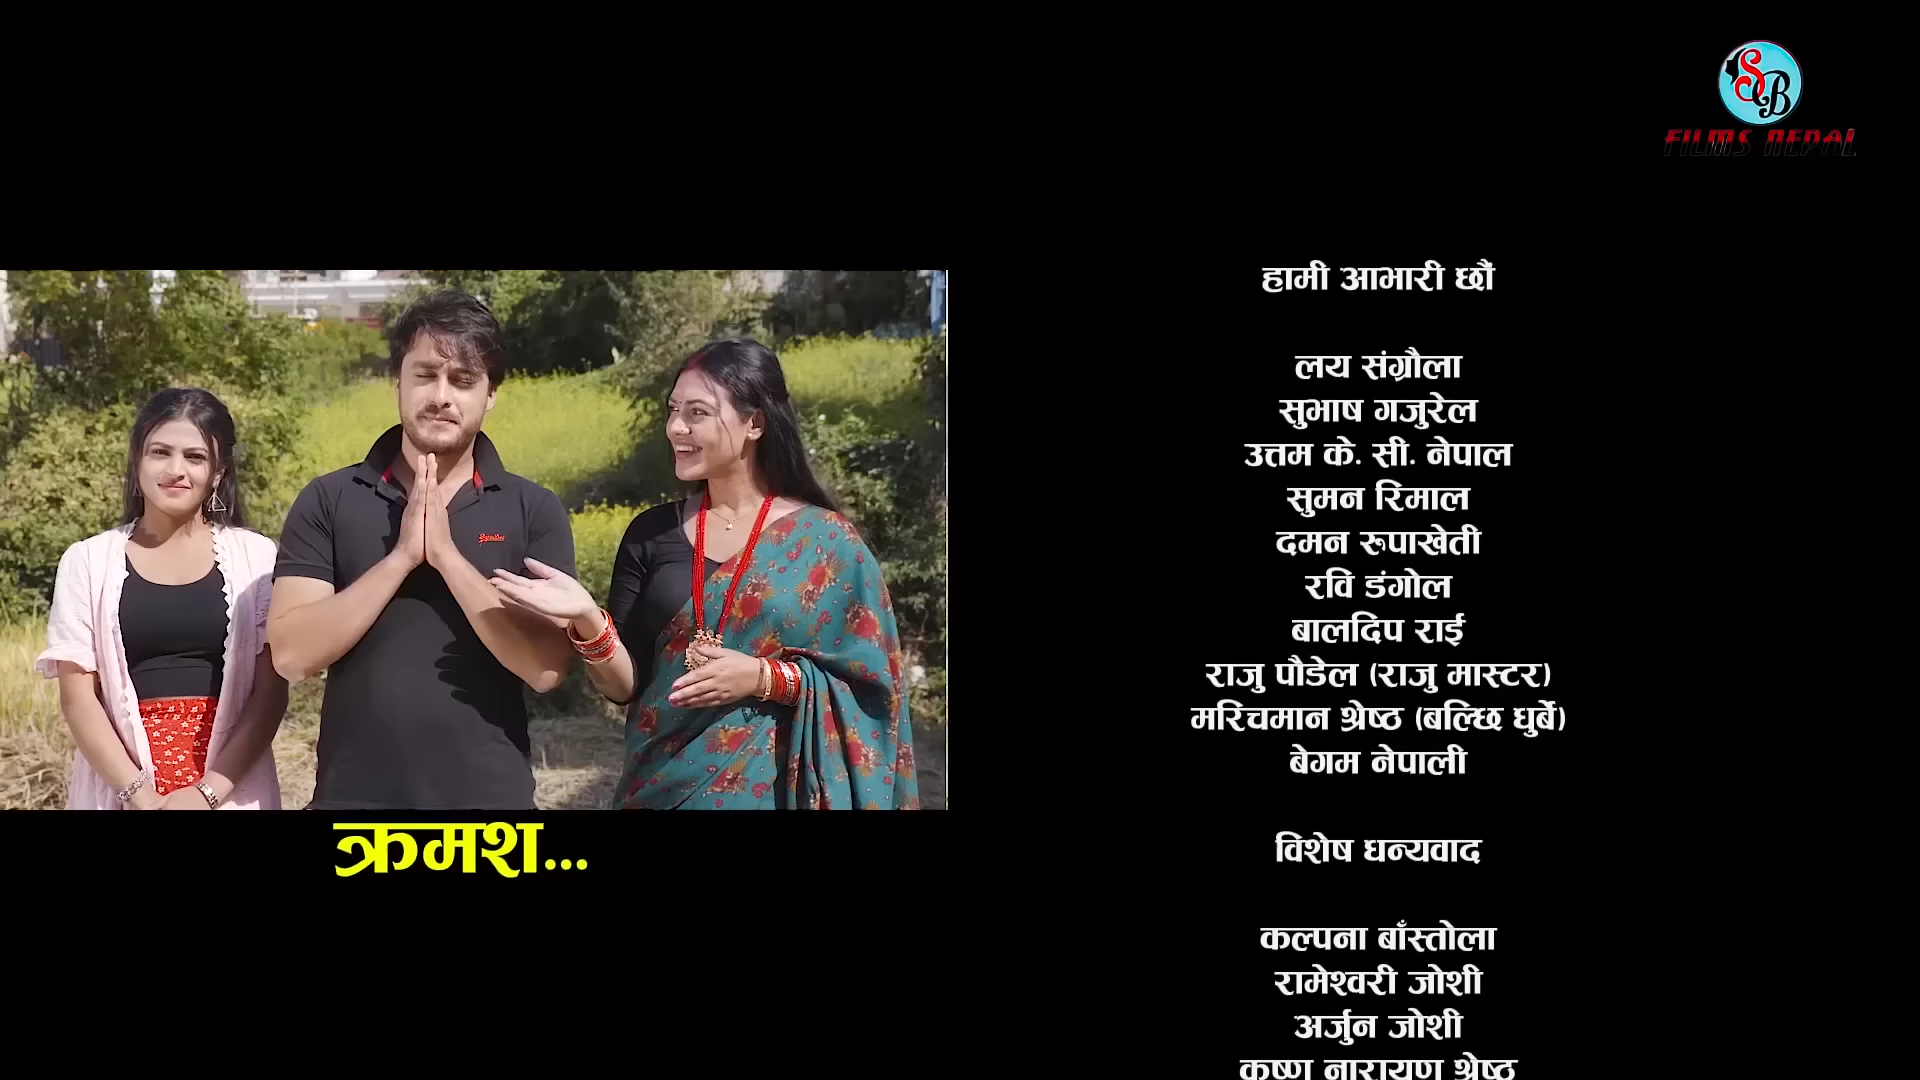 SB
FILMS NEPAL
हामी आभारी छौं
लय संग्रौला
सुभाष गजुरेल
उत्तम के. सी. नेपाल
सुमन रिमाल
दमन रुपाखेती
रवि डंगोल
बालदिप राई
राजु पौडेल (राजु मास्टर)
मरिचमान श्रेष्ठ (बल्छि धुर्बे)
बेगम नेपाली
क्रमश...
विशेष धन्यवाद
कल्पना बाँस्तोला
रामेश्वरी जोशी
अर्जुन जोशी
कृष्ण नारायण श्रेष्ठ